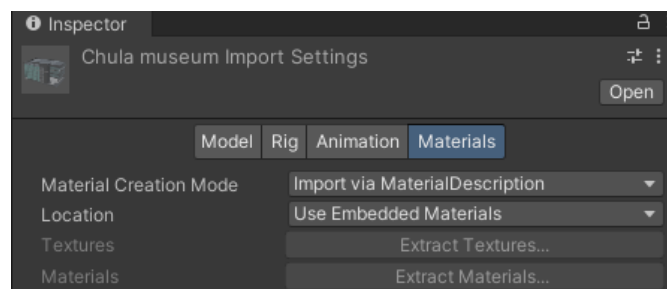 Inspector
Chula museum Import Settings
Open
Model Rig Animation Materials
Material Creation Mode Import via MaterialDescription
Location Use Embedded Materials
Textures Extract Textures...
Materials Extract Materials...